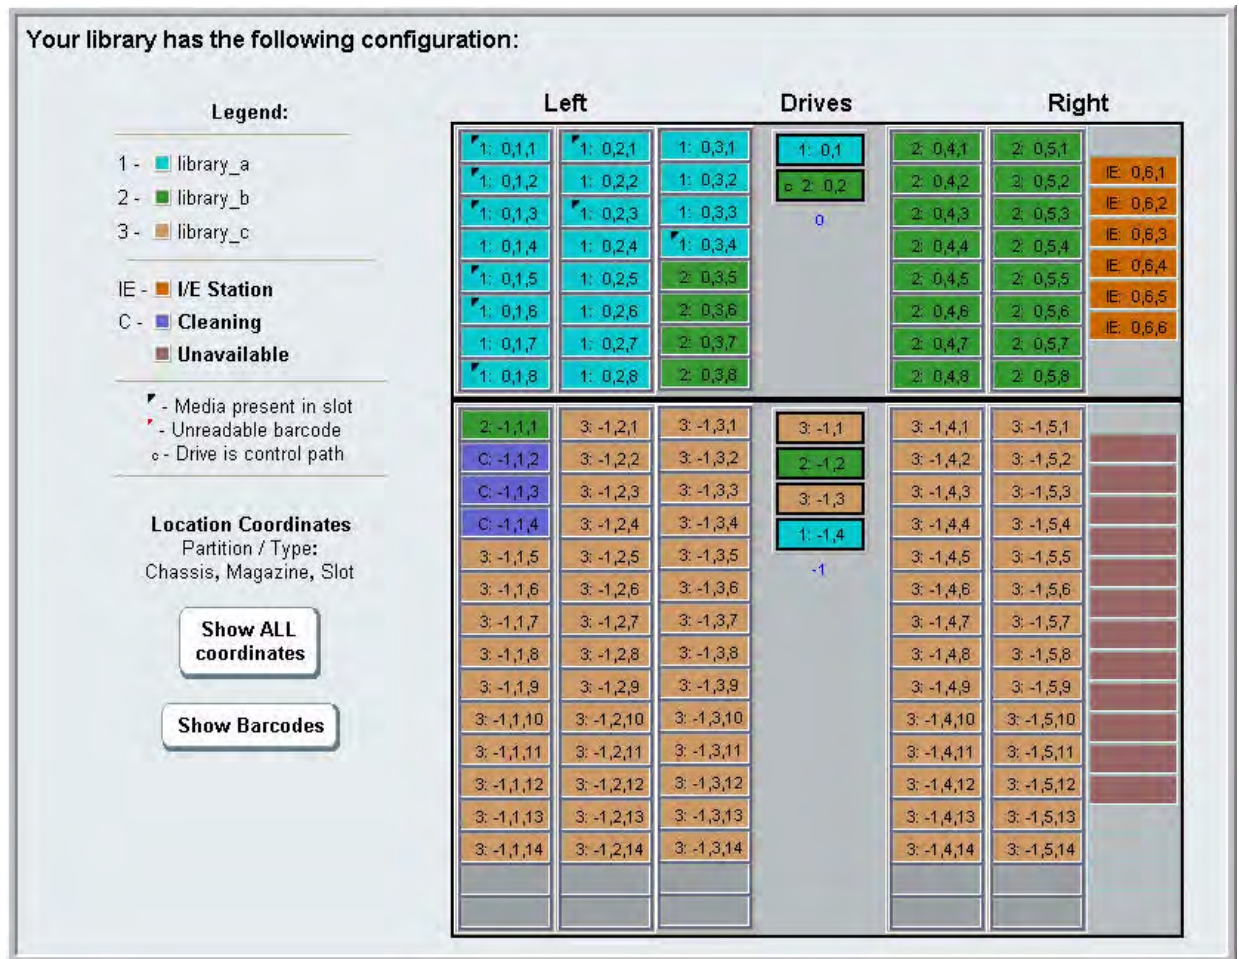 Your library has the following configuration:
Left Drives Right
Legend:
1 - library_a
2 - library_b
3 - library_c
IE - I/E Station
C - Cleaning
Unavailable
- Media present in slot
- Unreadable barcode
c - Drive is control path
Location Coordinates
Partition / Type:
Chassis, Magazine, Slot
Show ALL
coordinates
Show Barcodes
1: 0,1,1 1: 0,2,1 1: 0,3,1 1: 0,1 2: 0,4,1 2: 0,5,1 IE: 0,6,1
1: 0,1,2 1: 0,2,2 1: 0,3,2 c 2: 0,2 2: 0,4,2 2: 0,5,2 IE: 0,6,2
1: 0,1,3 1: 0,2,3 1: 0,3,3 0 2: 0,4,3 2: 0,5,3 IE: 0,6,3
1: 0,1,4 1: 0,2,4 1: 0,3,4 2: 0,4,4 2: 0,5,4 IE: 0,6,4
1: 0,1,5 1: 0,2,5 2: 0,3,5 2: 0,4,5 2: 0,5,5 IE: 0,6,5
1: 0,1,6 1: 0,2,6 2: 0,3,6 2: 0,4,6 2: 0,5,6 IE: 0,6,6
1: 0,1,7 1: 0,2,7 2: 0,3,7 2: 0,4,7 2: 0,5,7
1: 0,1,8 1: 0,2,8 2: 0,3,8 2: 0,4,8 2: 0,5,8
2: -1,1,1 3: -1,2,1 3: -1,3,1 3: -1,1 3: -1,4,1 3: -1,5,1
C: -1,1,2 3: -1,2,2 3: -1,3,2 2: -1,2 3: -1,4,2 3: -1,5,2
C: -1,1,3 3: -1,2,3 3: -1,3,3 3: -1,3 3: -1,4,3 3: -1,5,3
C: -1,1,4 3: -1,2,4 3: -1,3,4 1: -1,4 3: -1,4,4 3: -1,5,4
3: -1,1,5 3: -1,2,5 3: -1,3,5 -1 3: -1,4,5 3: -1,5,5
3: -1,1,6 3: -1,2,6 3: -1,3,6 3: -1,4,6 3: -1,5,6
3: -1,1,7 3: -1,2,7 3: -1,3,7 3: -1,4,7 3: -1,5,7
3: -1,1,8 3: -1,2,8 3: -1,3,8 3: -1,4,8 3: -1,5,8
3: -1,1,9 3: -1,2,9 3: -1,3,9 3: -1,4,9 3: -1,5,9
3: -1,1,10 3: -1,2,10 3: -1,3,10 3: -1,4,10 3: -1,5,10
3: -1,1,11 3: -1,2,11 3: -1,3,11 3: -1,4,11 3: -1,5,11
3: -1,1,12 3: -1,2,12 3: -1,3,12 3: -1,4,12 3: -1,5,12
3: -1,1,13 3: -1,2,13 3: -1,3,13 3: -1,4,13 3: -1,5,13
3: -1,1,14 3: -1,2,14 3: -1,3,14 3: -1,4,14 3: -1,5,14